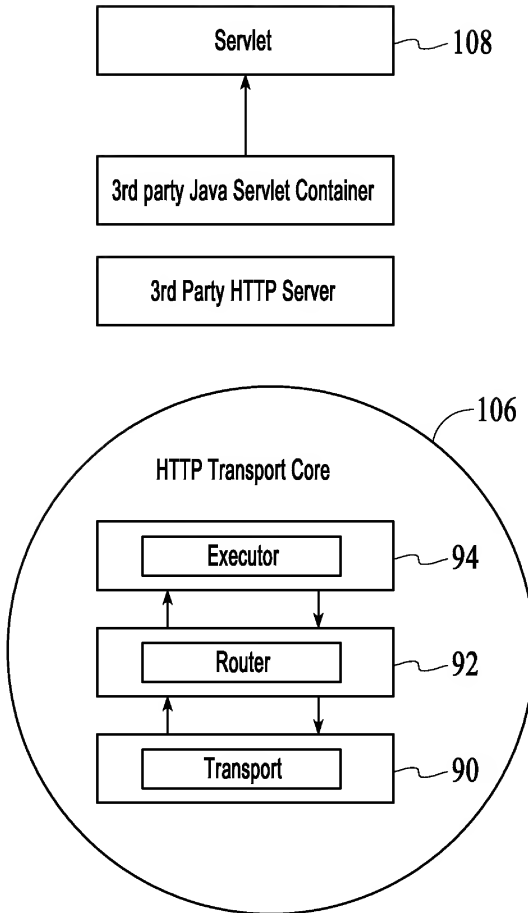 Servlet
108
3rd party Java Servlet Container
3rd Party HTTP Server
106
HTTP Transport Core
Executor
94
Router
92
Transport
90